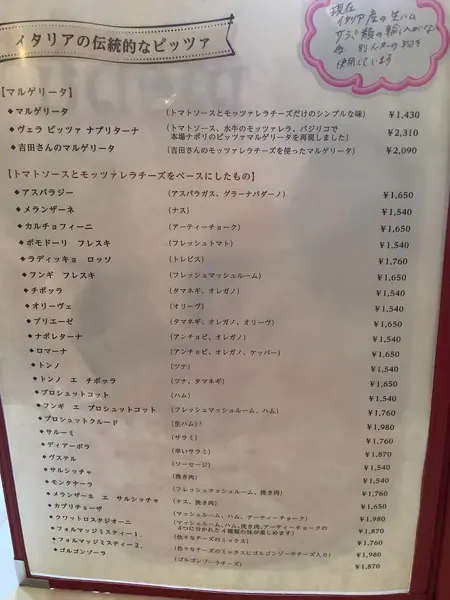 イタリアの伝統的なピッツァ
現在
イタリア産の生ハム
サラミ類の輸入が
使用しています
【マルゲリータ】
◆マルゲリータ (トマトソースとモッツァレラチーズだけのシンプルな味) ￥1,430
◆ヴェラ ピッツァ ナプリターナ (トマトソース、水牛のモッツァレラ、バジリコで 本場ナポリのピッツァマルゲリータを再現しました) ￥2,310
◆吉田さんのマルゲリータ (吉田さんのモッツァレラチーズを使ったマルゲリータ) ￥2,090
【トマトソースとモッツァレラチーズをベースにしたもの】
◆アスパラジー (アスパラガス、グラーナパダーノ) ￥1,650
◆メランザーネ (ナス) ￥1,540
◆カルチョフィーニ (アーティーチョーク) ￥1,650
◆ポモドーリ フレスキ (フレッシュトマト) ￥1,540
◆ラディッキョ ロッソ (トレビス) ￥1,760
◆フンギ フレスキ (フレッシュマッシュルーム) ￥1,650
◆チポッラ (タマネギ、オレガノ) ￥1,540
◆オリーヴェ (オリーヴ) ￥1,540
◆プリエーゼ (タマネギ、オレガノ、オリーヴ) ￥1,650
◆ナポレターナ (アンチョビ、オレガノ) ￥1,540
◆ロマーナ (アンチョビ、オレガノ、ケッパー) ￥1,650
◆トンノ (ツナ) ￥1,540
◆トンノ エ チポッラ (ツナ、タマネギ) ￥1,650
◆プロシュットコット (ハム) ￥1,540
◆フンギ エ プロシュットコット (フレッシュマッシュルーム、ハム) ￥1,760
◆プロシュットクルード (生ハム) ￥1,980
◆サルーミ (サラミ) ￥1,760
◆ディアーボラ (辛いサラミ) ￥1,870
◆ヴステル (ソーセージ) ￥1,540
◆サルシッチャ (挽き肉) ￥1,540
◆モンタナーラ (フレッシュマッシュルーム、挽き肉) ￥1,760
◆メランザーネ エ サルシッチャ (ナス、挽き肉) ￥1,650
◆カプリチョーザ (マッシュルーム、ハム、アーティーチョーク) ￥1,980
◆クワットロスタジオーニ (マッシュルーム、ハム、挽き肉、アーティーチョークの 4つに分かれた4種類の味が楽しめます) ￥1,870
◆フォルマッジミスティー1. (色々なチーズのミックス) ￥1,760
◆フォルマッジミスティー2. (色々なチーズのミックスにゴルゴンゾーラチーズ入り) ￥1,980
◆ゴルゴンゾーラ (ゴルゴンゾーラチーズ) ￥1,870